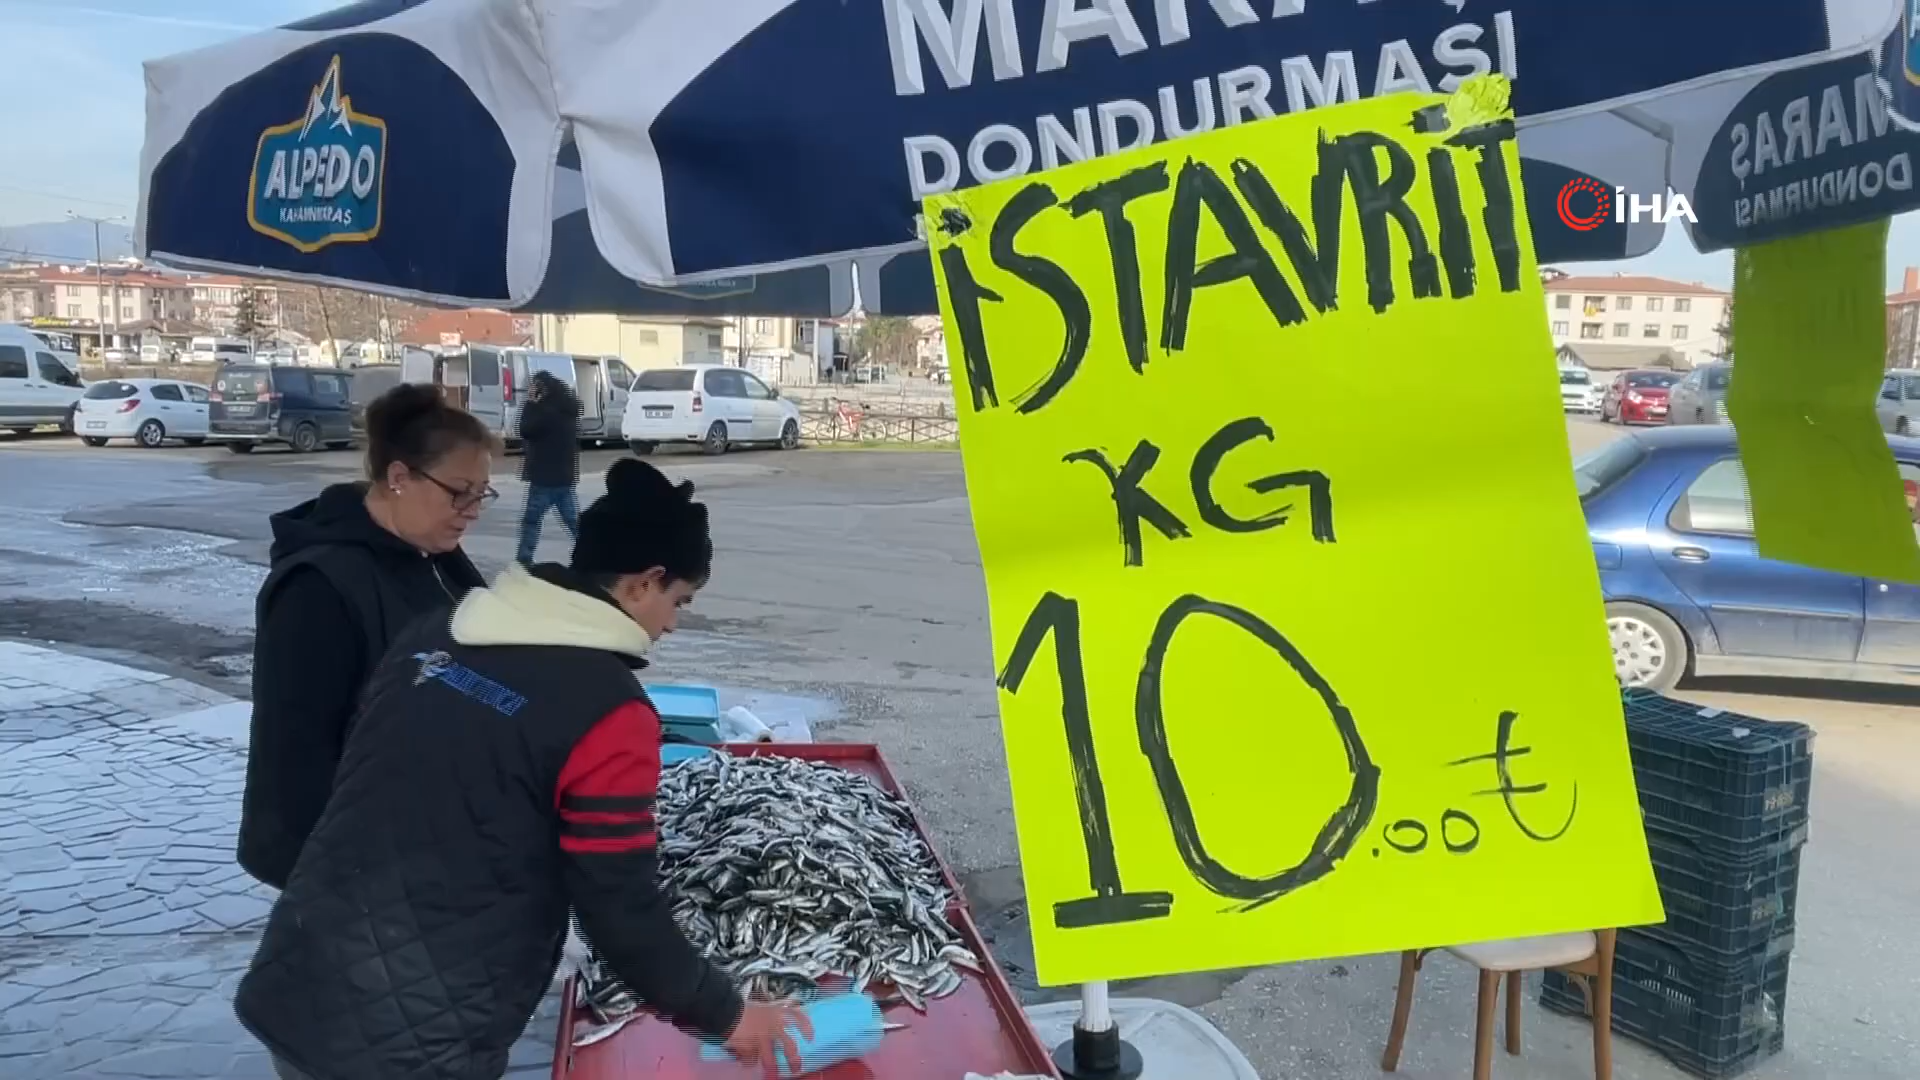 MARAŞ
DONDURMASI
ALPEDO
KAHRAMANMARAŞ
İSTAVRİT
KG
10.00₺
İHA
MARAŞ
DONDURMASI